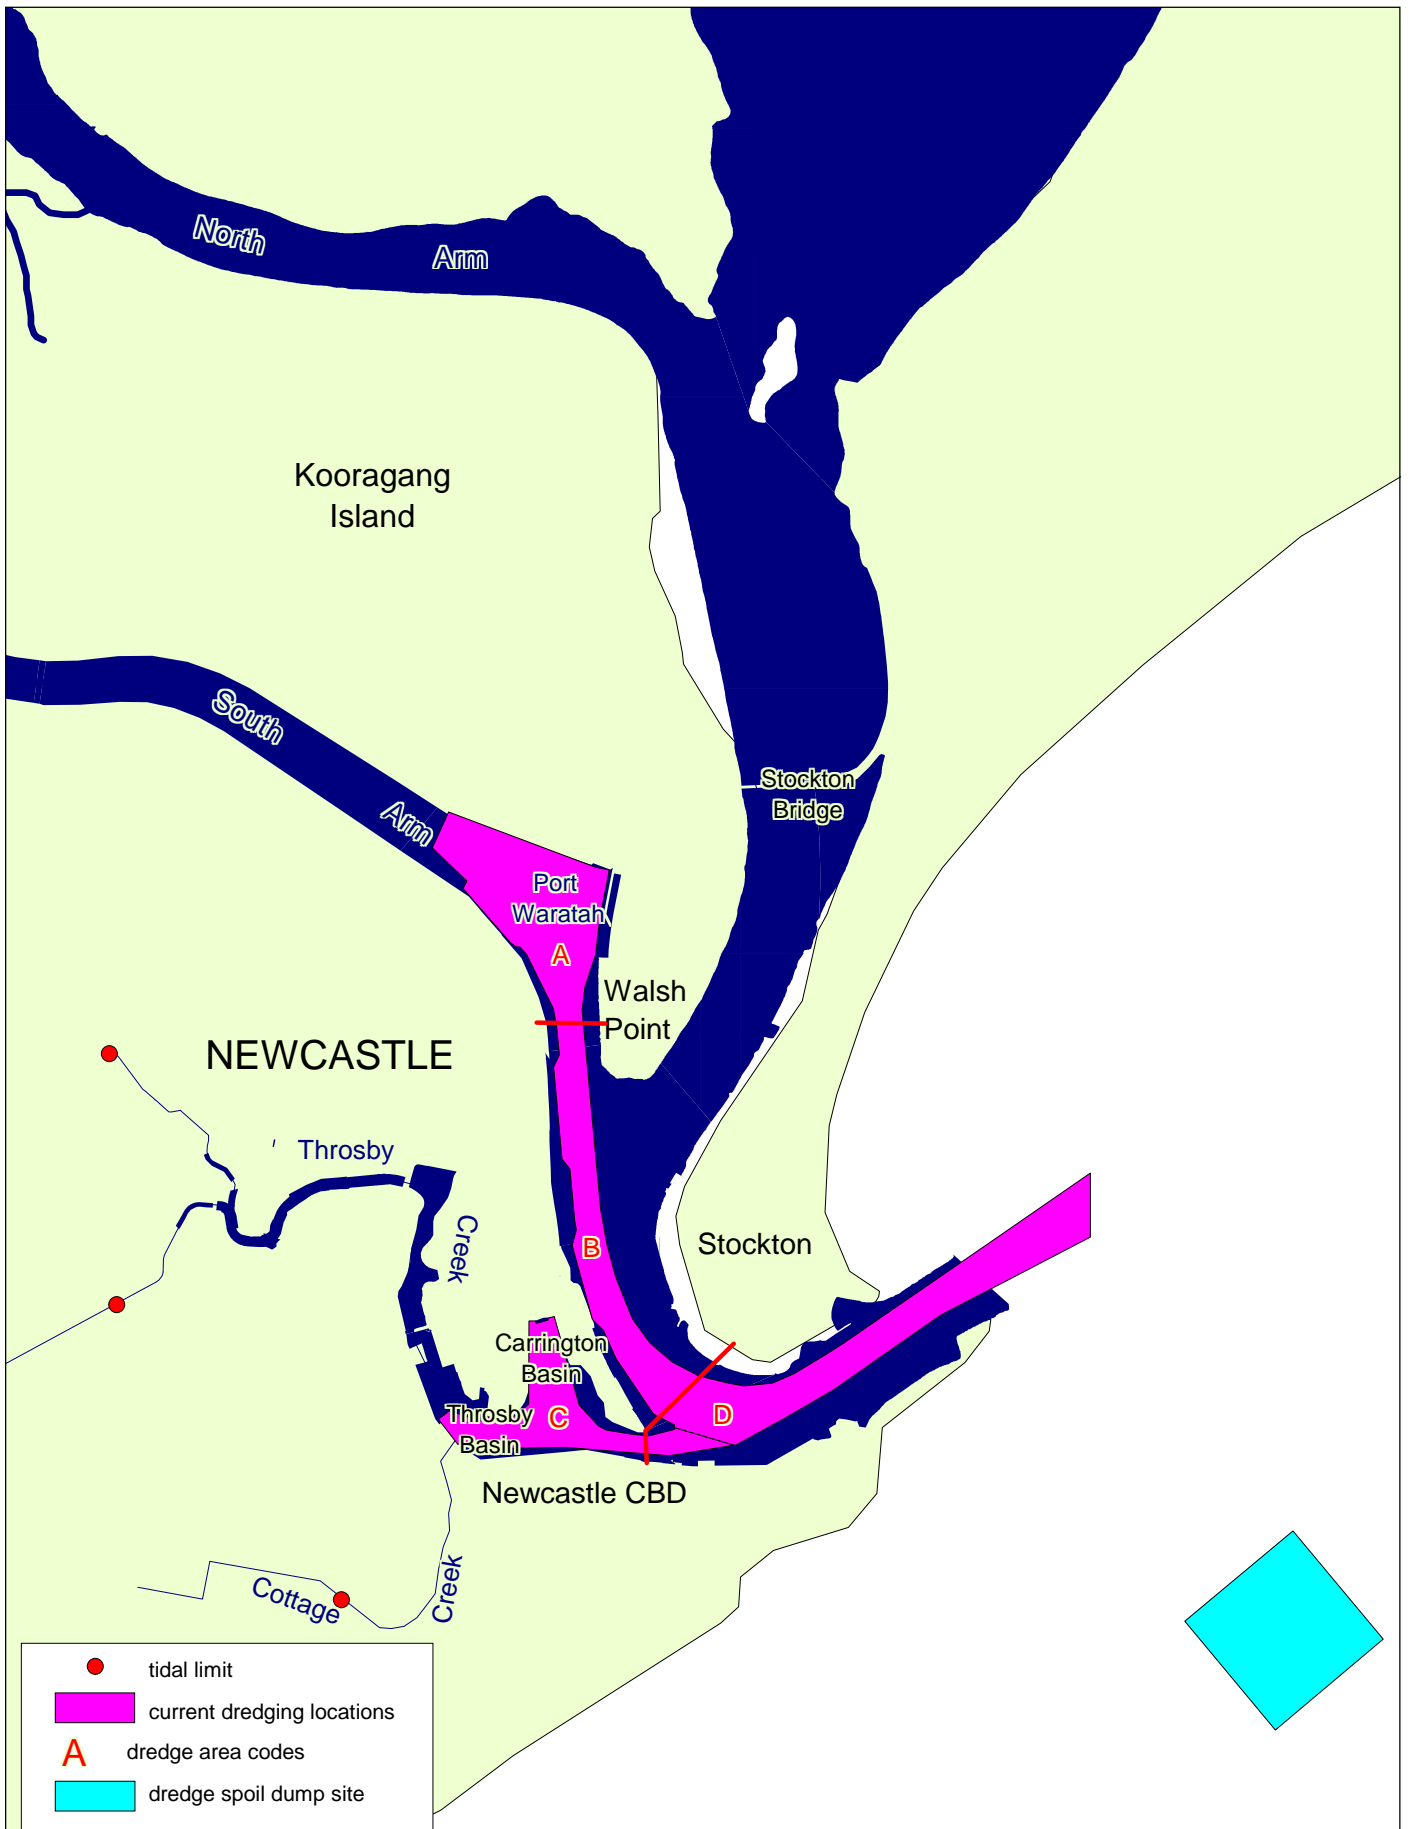 North
Arm
Kooragang
Island
South
Arm
Stockton
Bridge
Port
Waratah
A
Walsh
Point
NEWCASTLE
Throsby
Creek
B
Stockton
Carrington
Basin
Throsby
Basin
C
D
Newcastle CBD
Cottage
Creek
tidal limit
current dredging locations
A dredge area codes
dredge spoil dump site